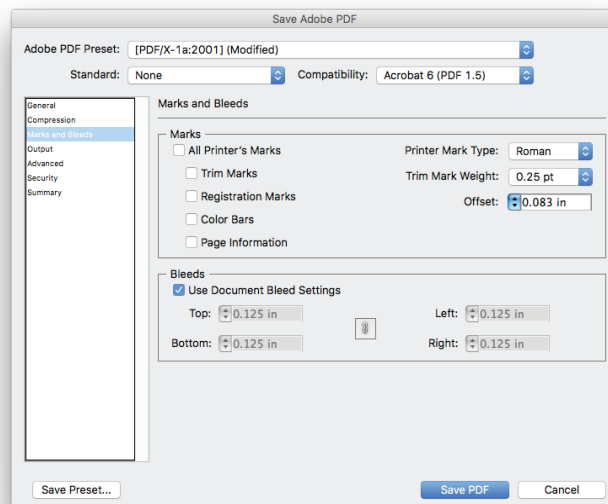 Save Adobe PDF
Adobe PDF Preset: [PDF/X-1a:2001] (Modified)
Standard: None Compatibility: Acrobat 6 (PDF 1.5)
General
Compression
Marks and Bleeds
Output
Advanced
Security
Summary
Marks and Bleeds
Marks
All Printer's Marks Printer Mark Type: Roman
Trim Marks Trim Mark Weight: 0.25 pt
Registration Marks Offset: 0.083 in
Color Bars
Page Information
Bleeds
Use Document Bleed Settings
Top: 0.125 in Left: 0.125 in
Bottom: 0.125 in Right: 0.125 in
Save Preset... Save PDF Cancel